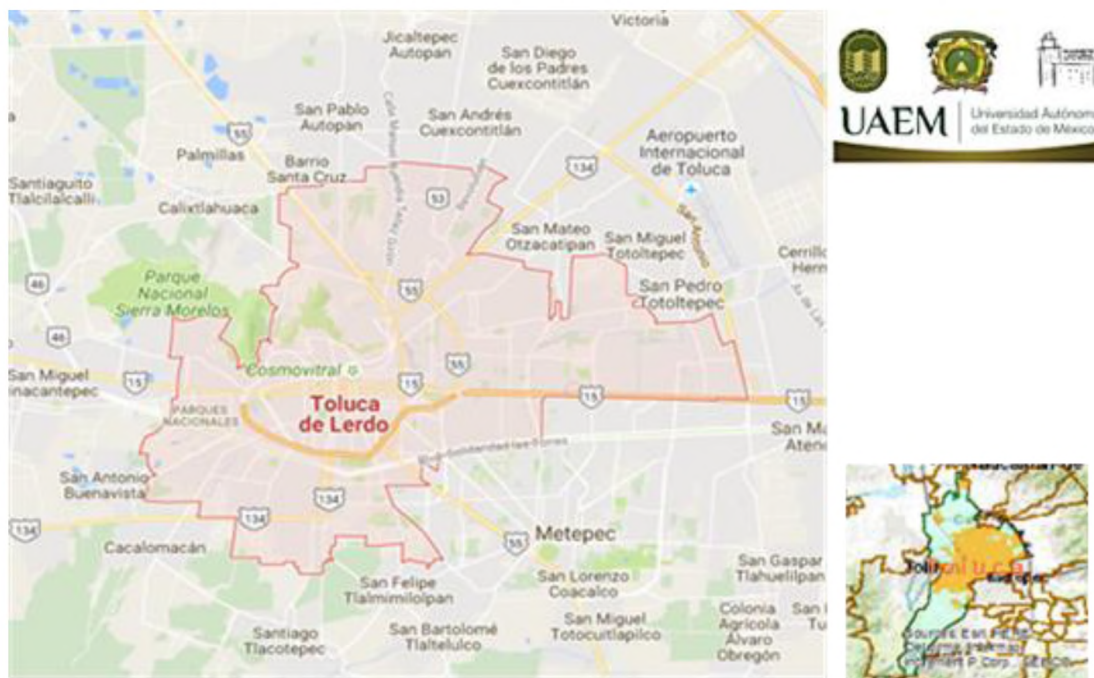 Victoria
Jicaltepec
Autopan
San Diego
de los Padres
Cuexcontitlán
San Pablo
Autopan
San Andrés
Cuexcontitlán
55
Palmillas
Aeropuerto
Internacional
de Toluca
134
Barrio
Santa Cruz
Santiaguito
Tlalcilalcalli
53
Calixtlahuaca
San Mateo
Otzacatipan
San Miguel
Totoltepec
Cerrillo
46
Parque
Nacional
Sierra Morelos
55
San Pedro
Totoltepec
46
Cosmovitral
55
San Miguel
15
15
15
15
nacantepec
PARQUES
NACIONALES
Toluca
de Lerdo
San Antonio
Buenavista
134
134
134
Metepec
55
Cacalomacán
San Felipe
Tlalmimilolpan
San Lorenzo
Coacalco
San Gaspar
Tlahuelilpan
Santiago
Tlacotepec
San Bartolomé
Tlaltelulco
San Miguel
Totocuitlapilco
Colonia
Agrícola
Álvaro
Obregón
UAEM
Universidad Autónoma
del Estado de México